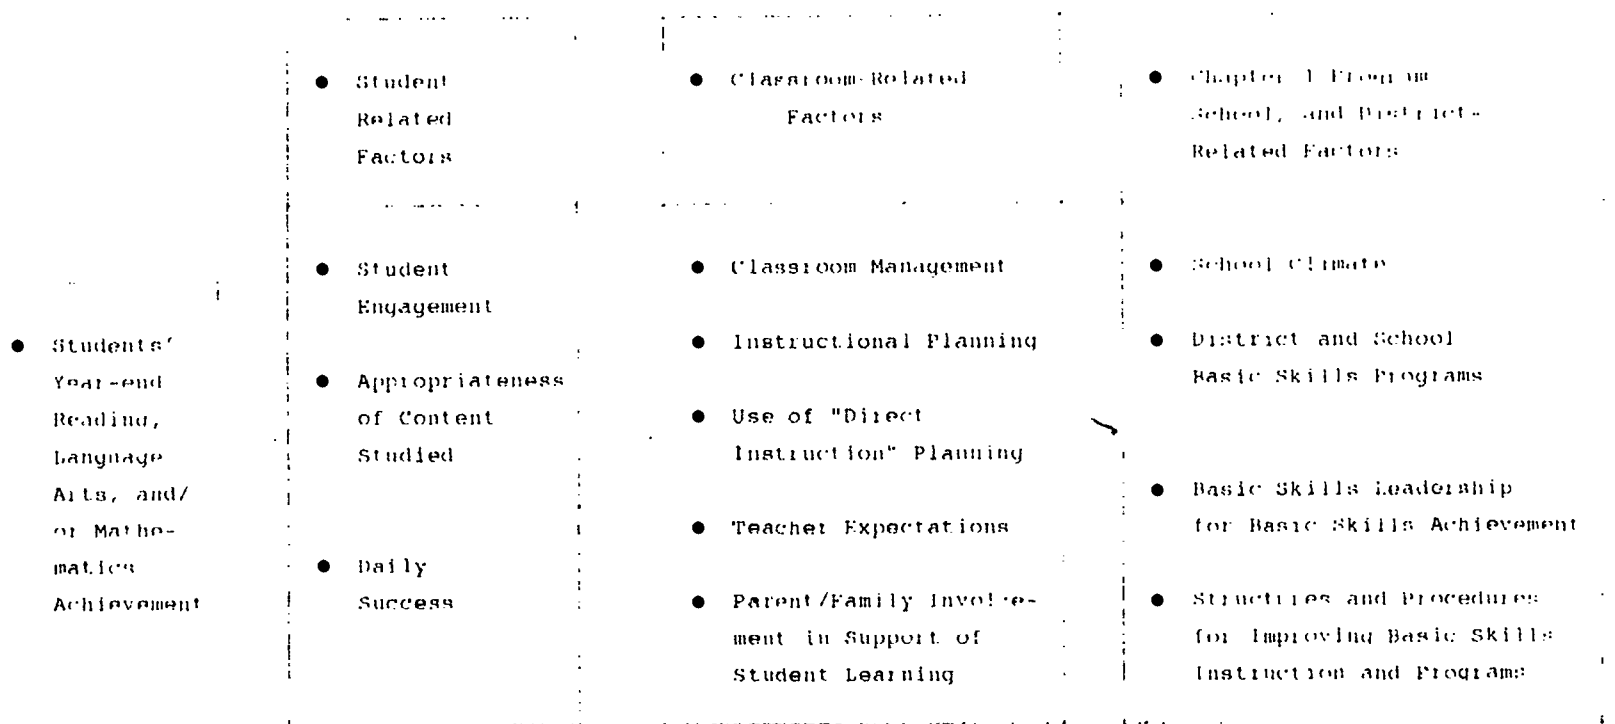 ● Student
Related
Factors
● Classroom-Related
Factors
● Chapter 1 Program
School, and District-
Related Factors
● Students'
Year-end
Reading,
Language
Arts, and/
or Mathe-
matics
Achievement
● Student
Engagement
● Appropriateness
of Content
Studied
● Daily
Success
● Classroom Management
● Instructional Planning
● Use of "Direct
Instruction" Planning
● Teacher Expectations
● Parent/Family Involve-
ment in Support of
Student Learning
● School Climate
● District and School
Basic Skills Programs
● Basic Skills Leadership
for Basic Skills Achievement
● Structures and Procedures
for Improving Basic Skills
Instruction and Programs